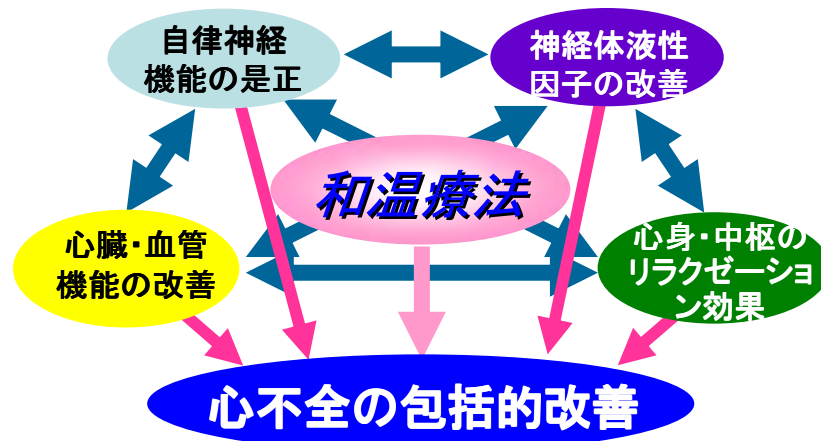 自律神経
機能の是正
神経体液性
因子の改善
和温療法
心臓・血管
機能の改善
心身・中枢の
リラクゼーショ
ン効果
心不全の包括的改善